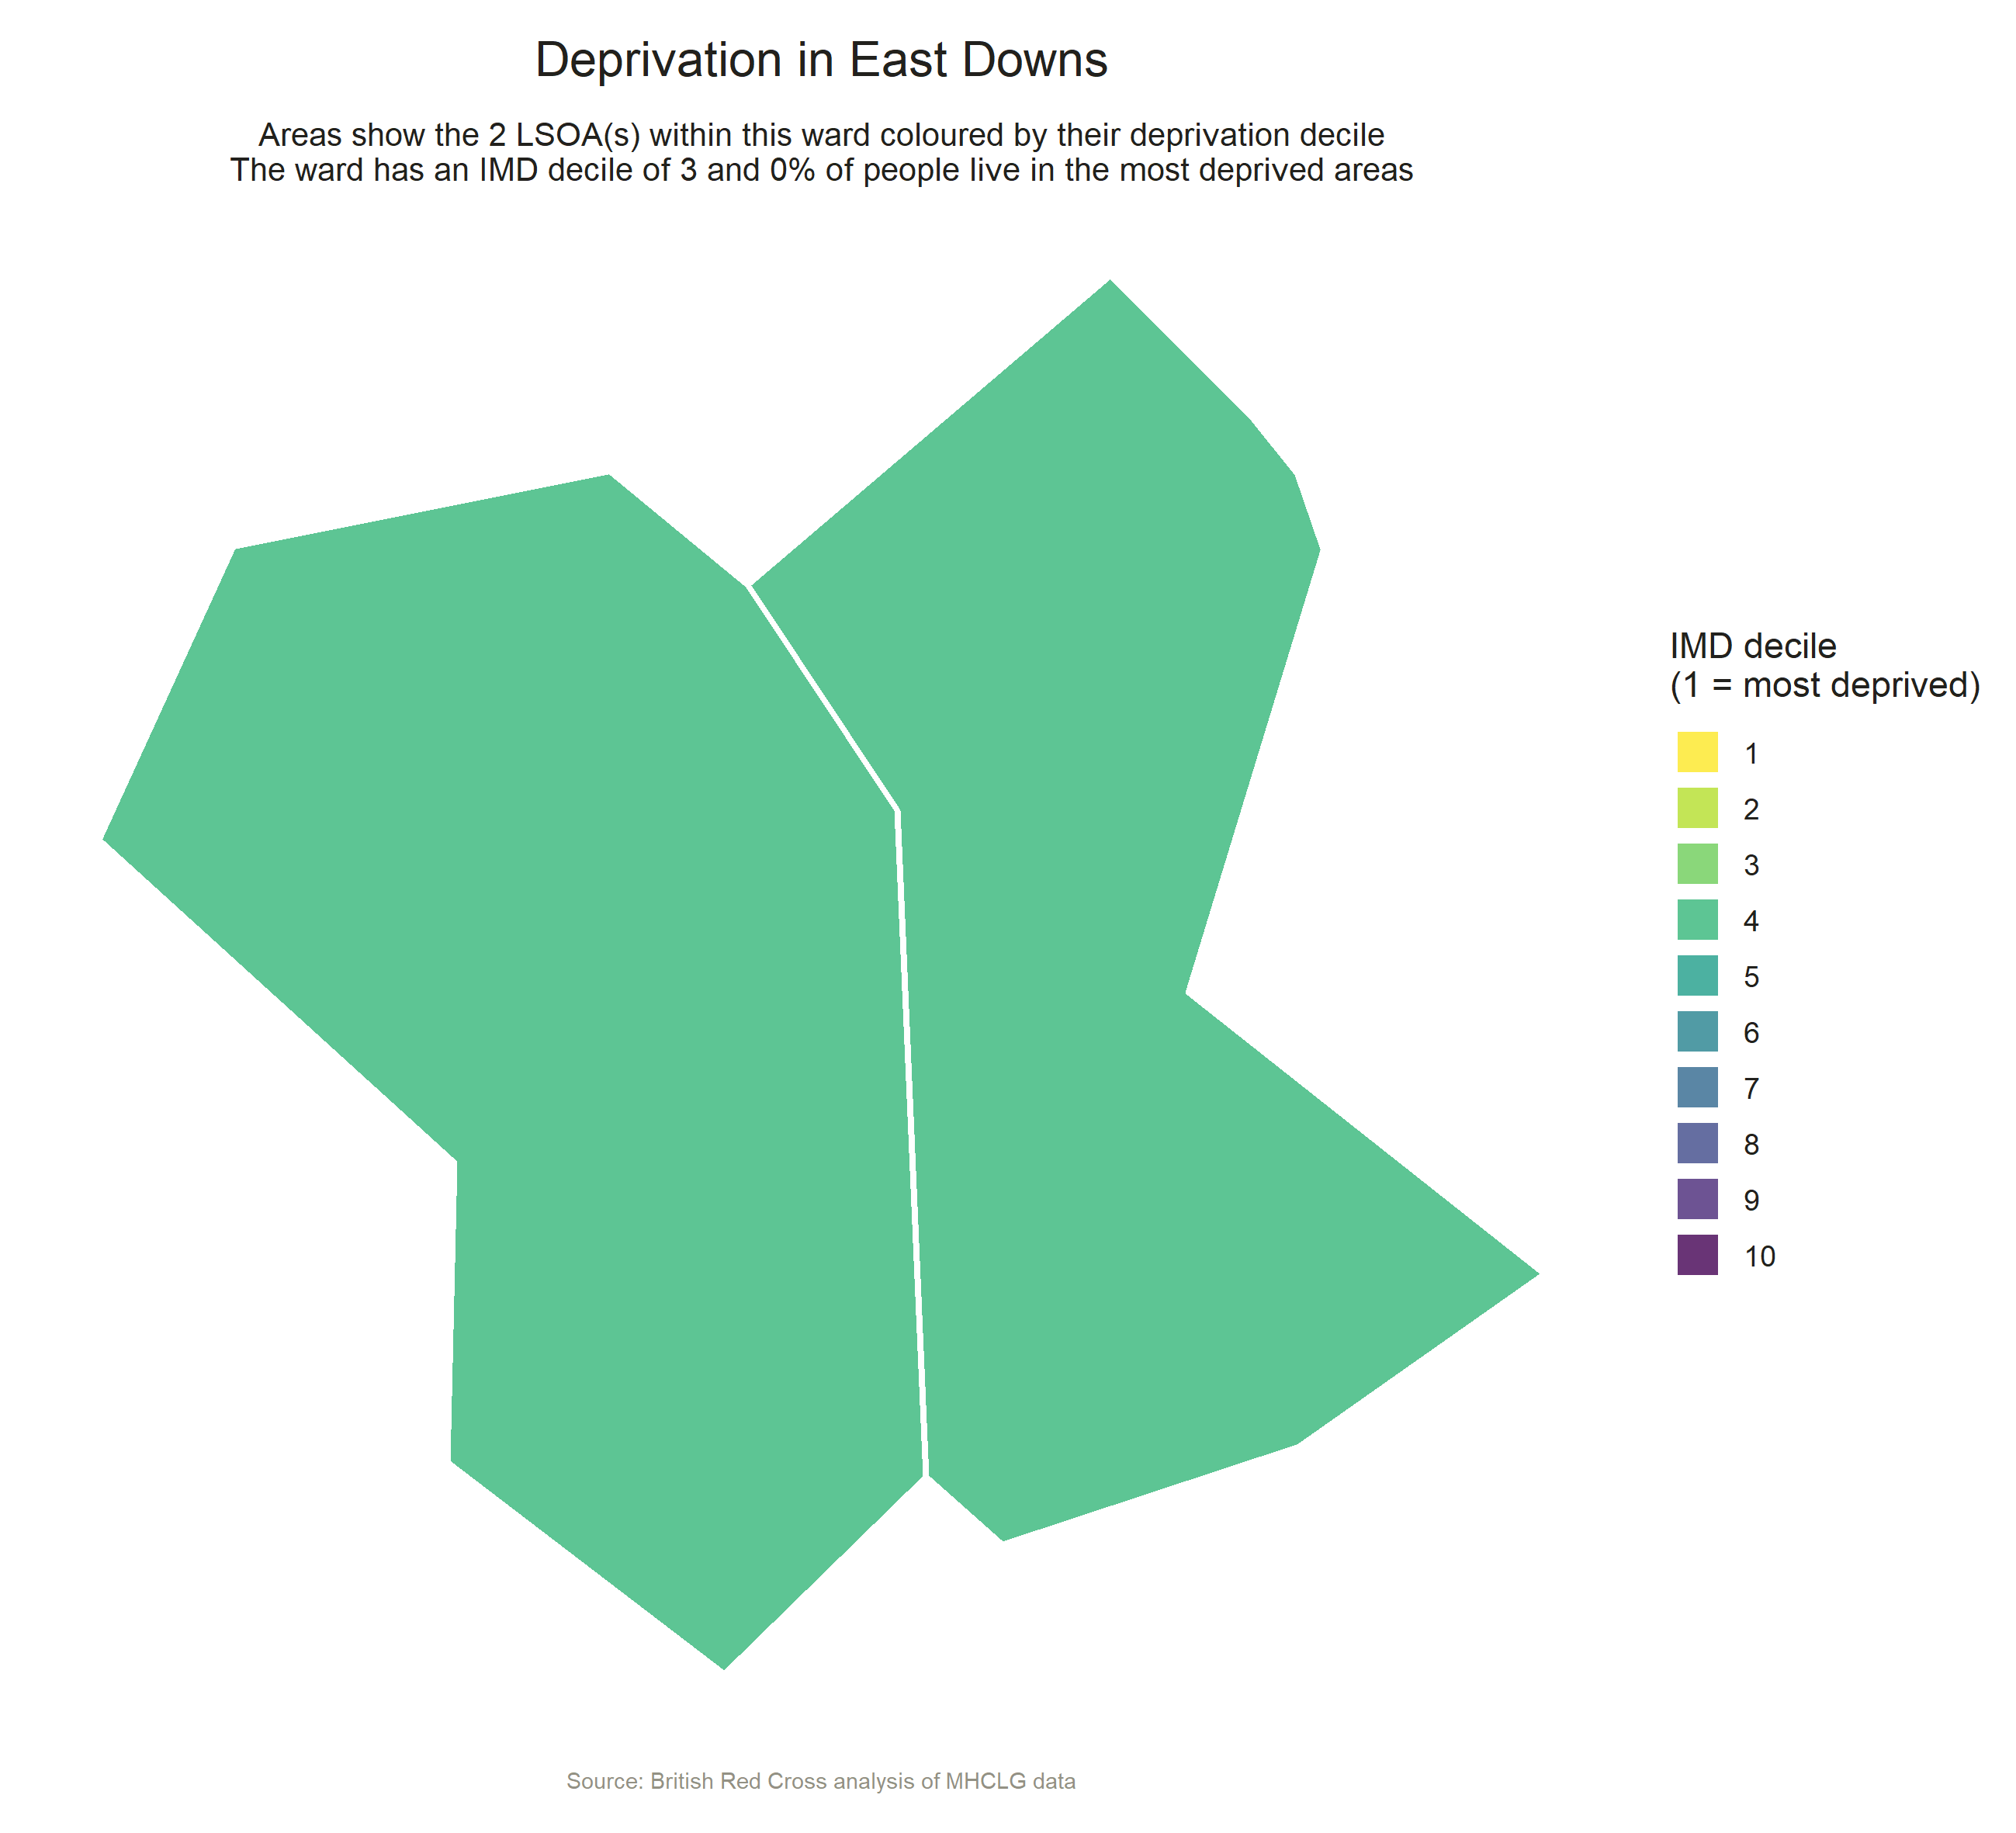 Deprivation in East Downs
Areas show the 2 LSOA(s) within this ward coloured by their deprivation decile
The ward has an IMD decile of 3 and 0% of people live in the most deprived areas
IMD decile
(1 = most deprived)
1
2
3
4
5
6
7
8
9
10
Source: British Red Cross analysis of MHCLG data